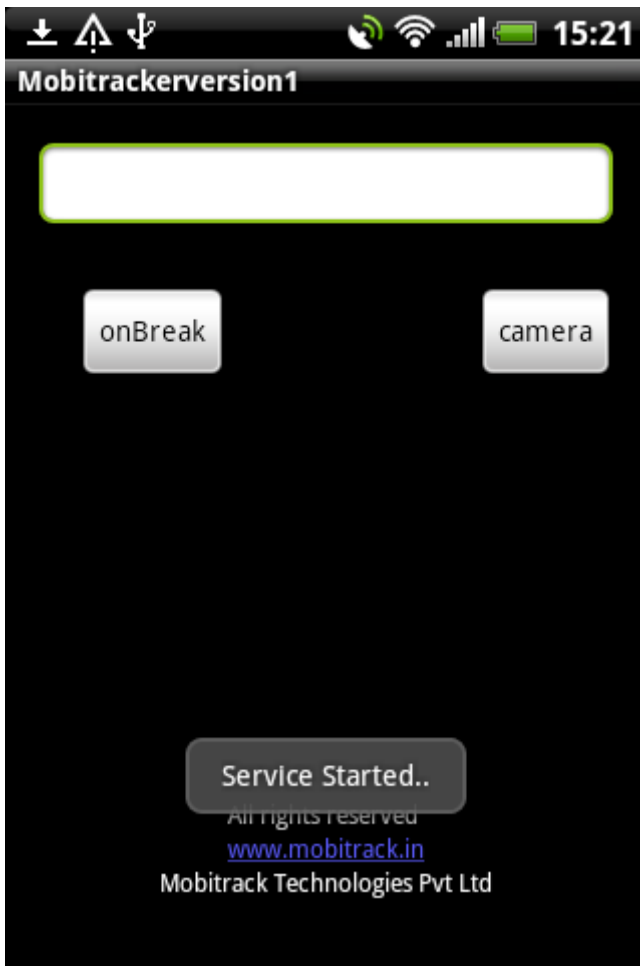 15:21
Mobitrackerversion1
onBreak
camera
Service Started..
All rights reserved
www.mobitrack.in
Mobitrack Technologies Pvt Ltd